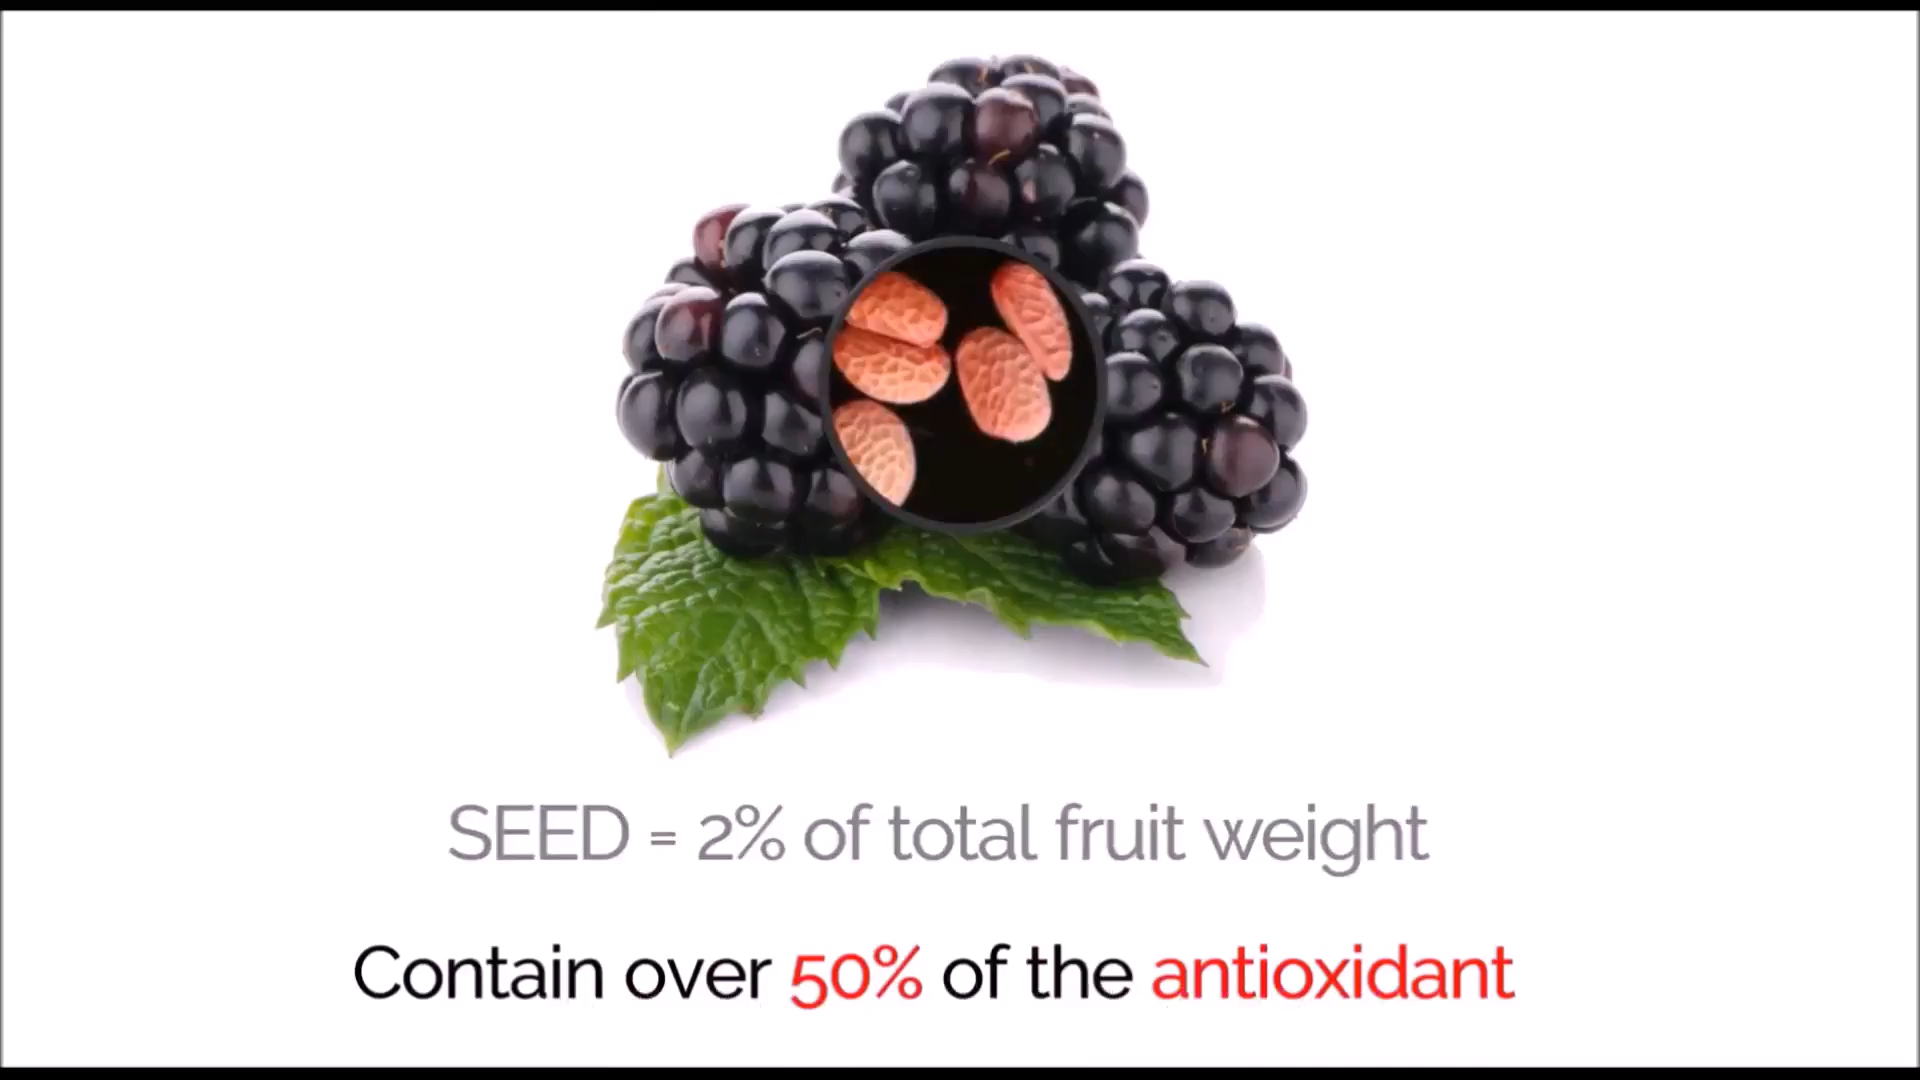 SEED = 2% of total fruit weight
Contain over 50% of the antioxidant